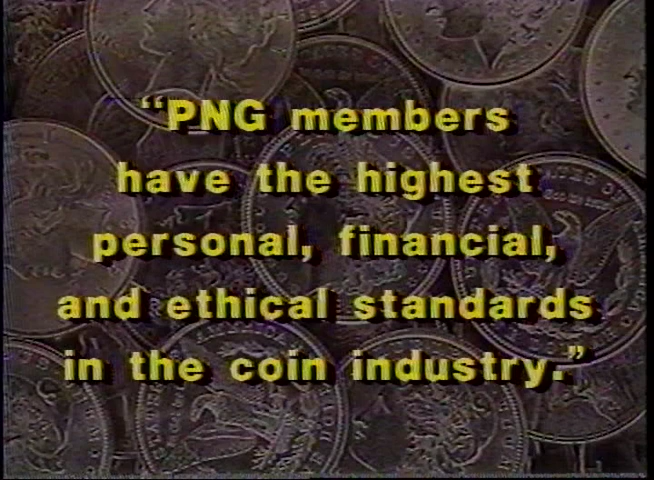 “PNG members
have the highest
personal, financial,
and ethical standards
in the coin industry.”